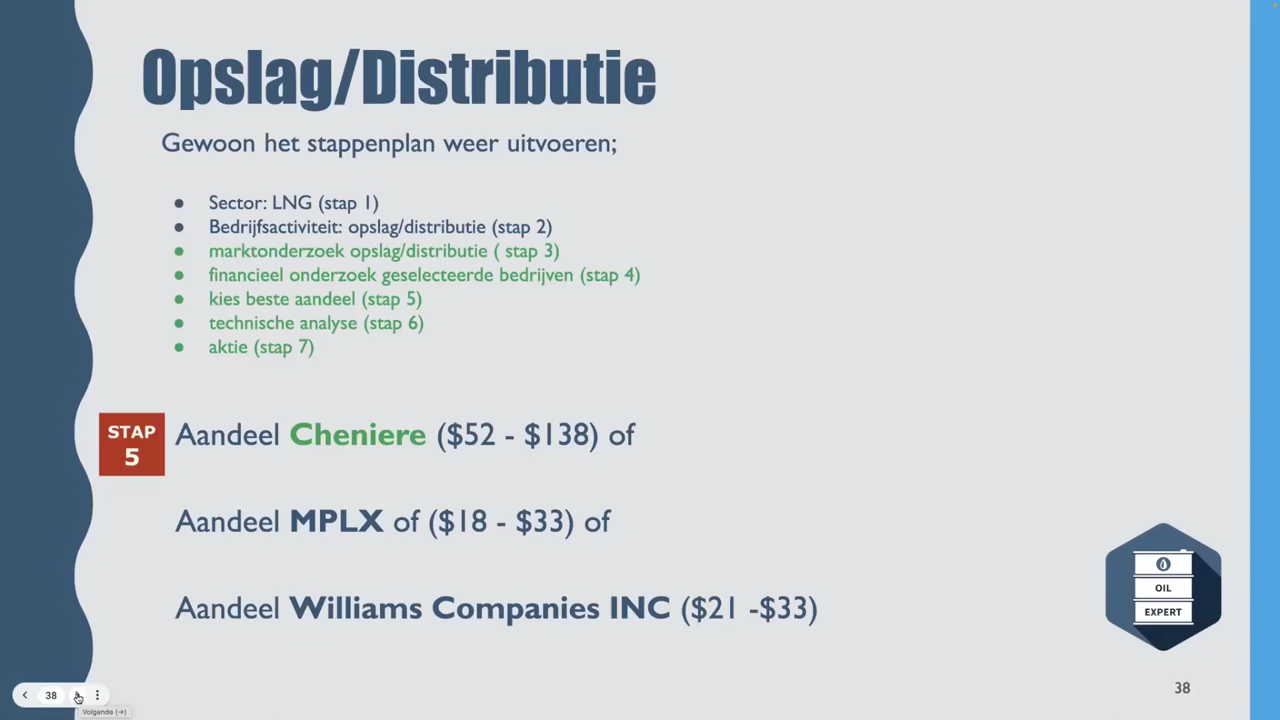 Opslag/Distributie
Gewoon het stappenplan weer uitvoeren;
● Sector: LNG (stap 1)
● Bedrijfsactiviteit: opslag/distributie (stap 2)
● marktonderzoek opslag/distributie ( stap 3)
● financieel onderzoek geselecteerde bedrijven (stap 4)
● kies beste aandeel (stap 5)
● technische analyse (stap 6)
● aktie (stap 7)
STAP
5
Aandeel Cheniere ($52 - $138) of
Aandeel MPLX of ($18 - $33) of
Aandeel Williams Companies INC ($21 -$33)
OIL
EXPERT
38
38
Volgende (→)